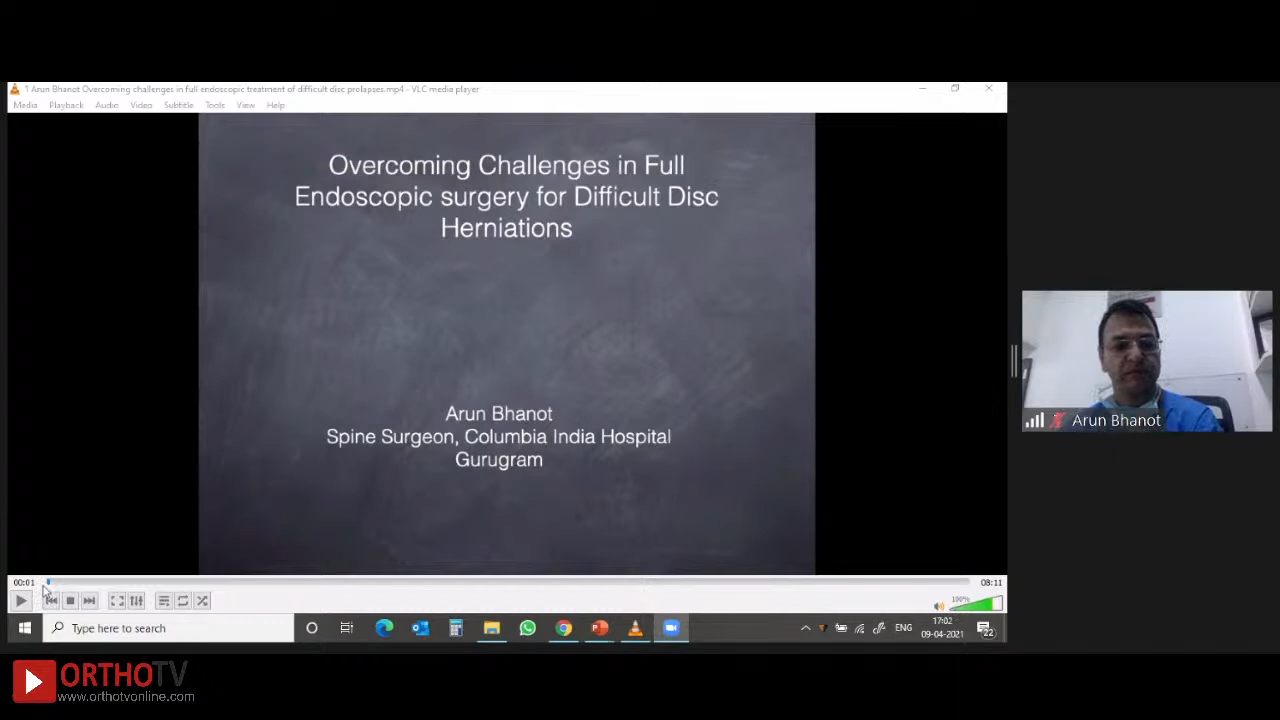 1 Arun Bhanot Overcoming challenges in full endoscopic treatment of difficult disc prolapses.mp4 - VLC media player
Media Playback Audio Video Subtitle Tools View Help
Overcoming Challenges in Full
Endoscopic surgery for Difficult Disc
Herniations
Arun Bhanot
Spine Surgeon, Columbia India Hospital
Gurugram
Arun Bhanot
00:01
08:11
100%
Type here to search
ENG
17:02
09-04-2021
22
ORTHOTV
www.orthotvonline.com